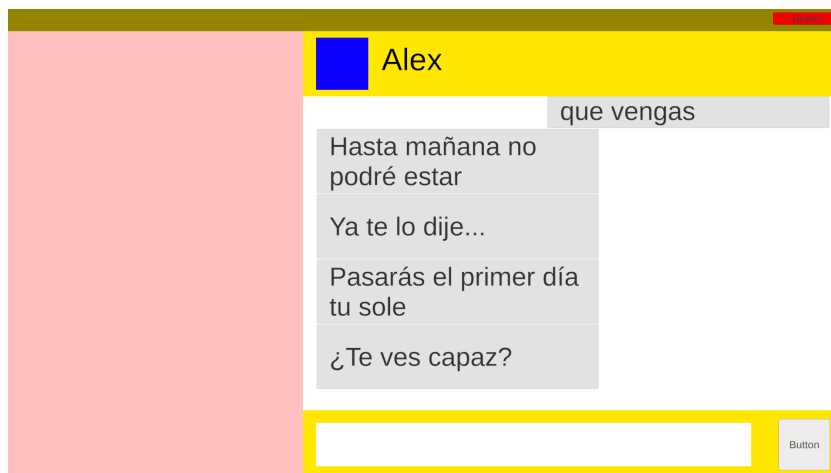 Button
Alex
que vengas
Hasta mañana no
podré estar
Ya te lo dije...
Pasarás el primer día
tu sole
¿Te ves capaz?
Button